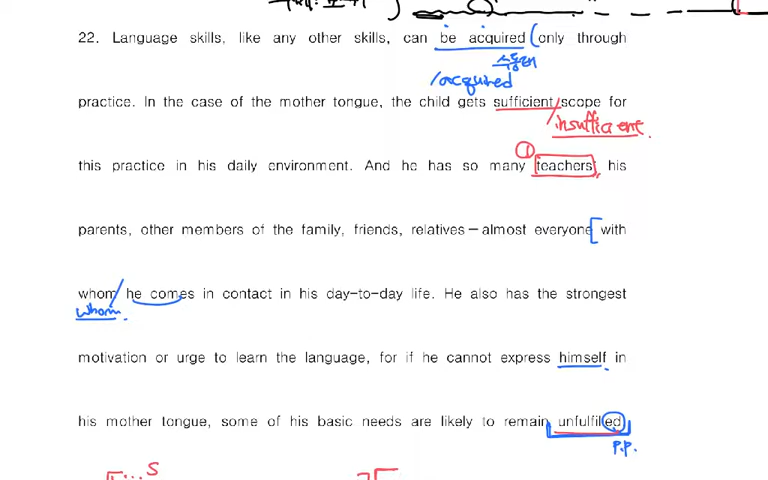 22. Language skills, like any other skills, can be acquired (only through
수동태
/acquired
practice. In the case of the mother tongue, the child gets sufficient/scope for
/insufficient.
①
this practice in his daily environment. And he has so many teachers, his
parents, other members of the family, friends, relatives—almost everyone [with
whom/he comes in contact in his day-to-day life. He also has the strongest
whom.
motivation or urge to learn the language, for if he cannot express himself in
his mother tongue, some of his basic needs are likely to remain unfulfilled
P.P.
S